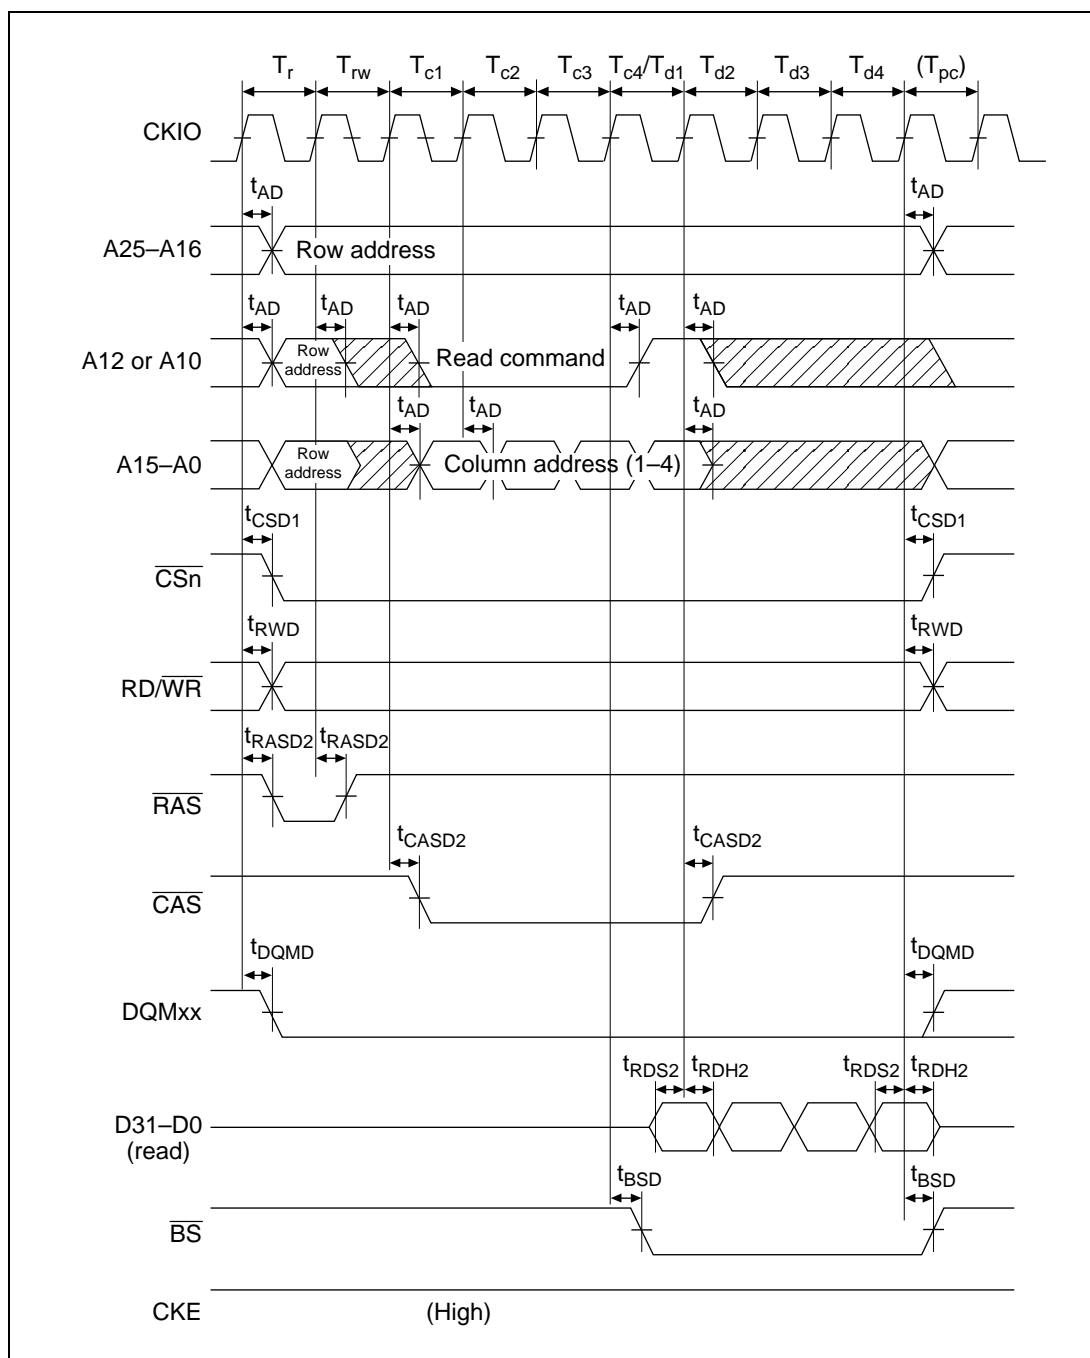 Tr Trw Tc1 Tc2 Tc3 Tc4/Td1 Td2 Td3 Td4 (Tpc)
CKIO
tAD tAD
A25–A16 Row address
tAD tAD tAD tAD tAD
A12 or A10 Row address Read command
tAD tAD tAD
A15–A0 Row address Column address (1–4)
tCSD1 tCSD1
CSn
tRWD tRWD
RD/WR
tRASD2 tRASD2
RAS
tCASD2 tCASD2
CAS
tDQMD tDQMD
DQMxx
tRDS2 tRDH2 tRDS2 tRDH2
D31–D0
(read)
tBSD tBSD
BS
CKE (High)